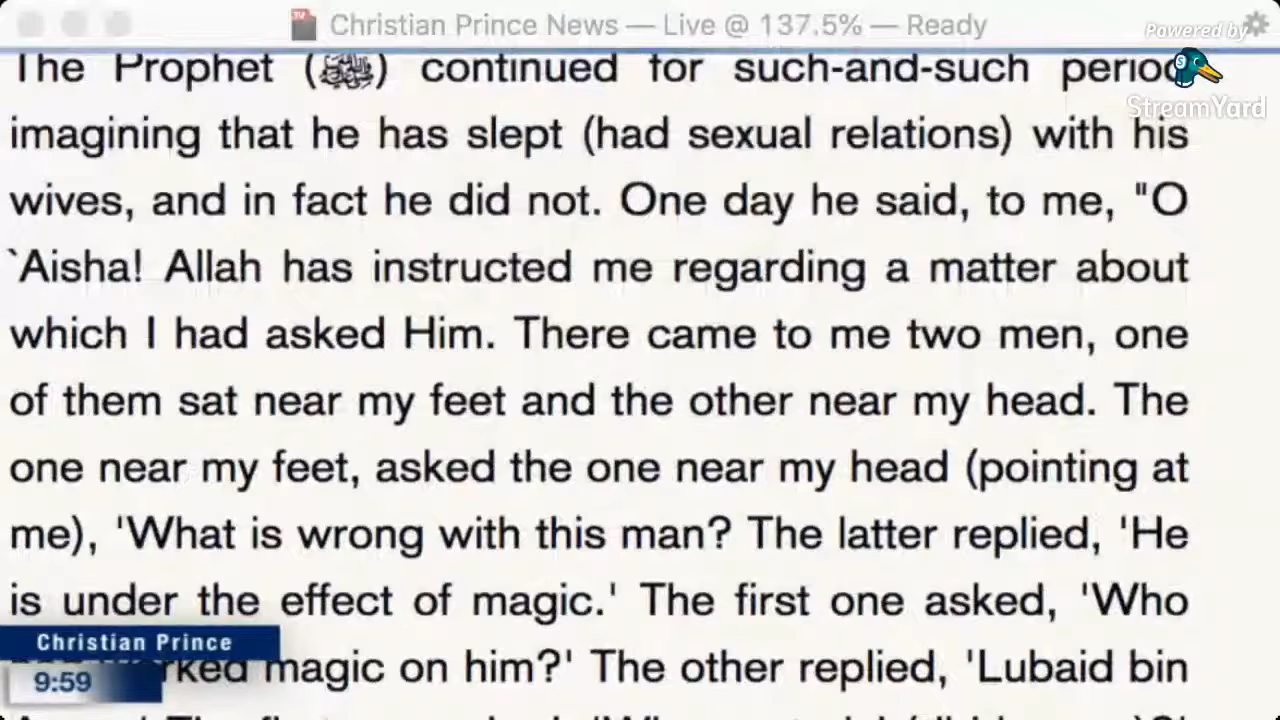 Christian Prince News — Live @ 137.5% — Ready
Powered by
StreamYard
The Prophet (ﷺ) continued for such-and-such period
imagining that he has slept (had sexual relations) with his
wives, and in fact he did not. One day he said, to me, "O
`Aisha! Allah has instructed me regarding a matter about
which I had asked Him. There came to me two men, one
of them sat near my feet and the other near my head. The
one near my feet, asked the one near my head (pointing at
me), 'What is wrong with this man? The latter replied, 'He
is under the effect of magic.' The first one asked, 'Who
magic on him?' The other replied, 'Lubaid bin
Christian Prince
9:59